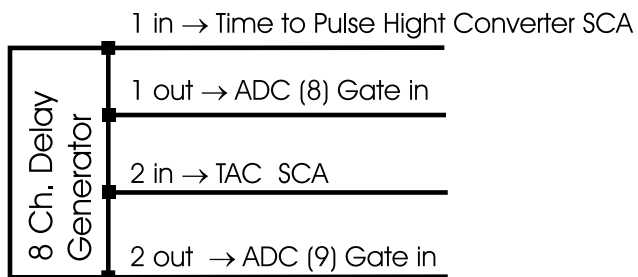 1 in → Time to Pulse Hight Converter SCA
1 out → ADC (8) Gate in
2 in → TAC SCA
2 out → ADC (9) Gate in
8 Ch. Delay
Generator